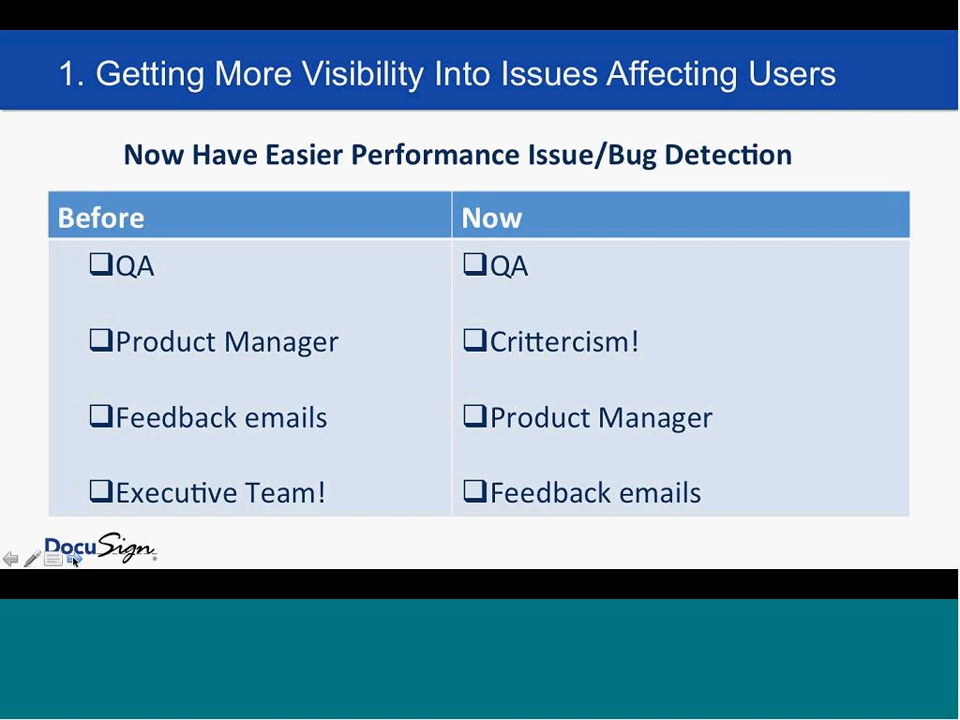 1. Getting More Visibility Into Issues Affecting Users
Now Have Easier Performance Issue/Bug Detection
Before
Now
QA
QA
Product Manager
Crittercism!
Feedback emails
Product Manager
Executive Team!
Feedback emails
DocuSign